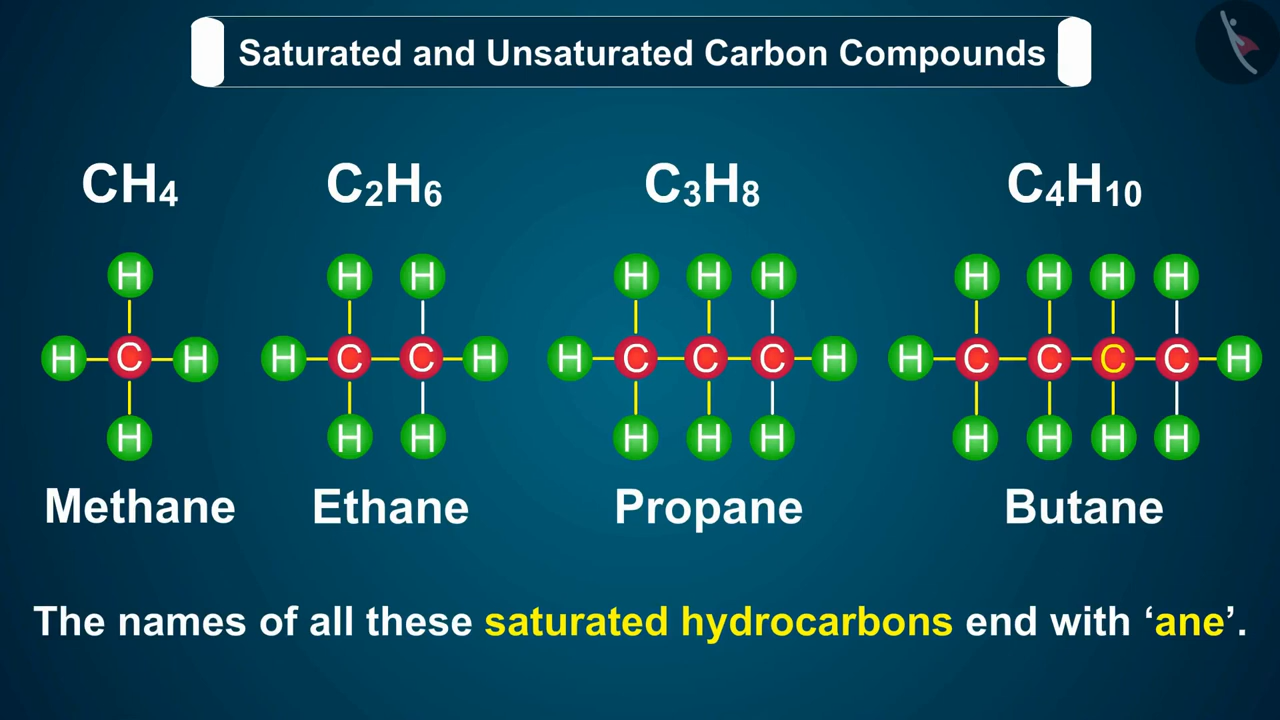 Saturated and Unsaturated Carbon Compounds
CH₄ C₂H₆ C₃H₈ C₄H₁₀
H H H H H H H H H H
H C H H C C H H C C C H H C C C C H
H H H H H H H H H H
Methane Ethane Propane Butane
The names of all these saturated hydrocarbons end with ‘ane’.